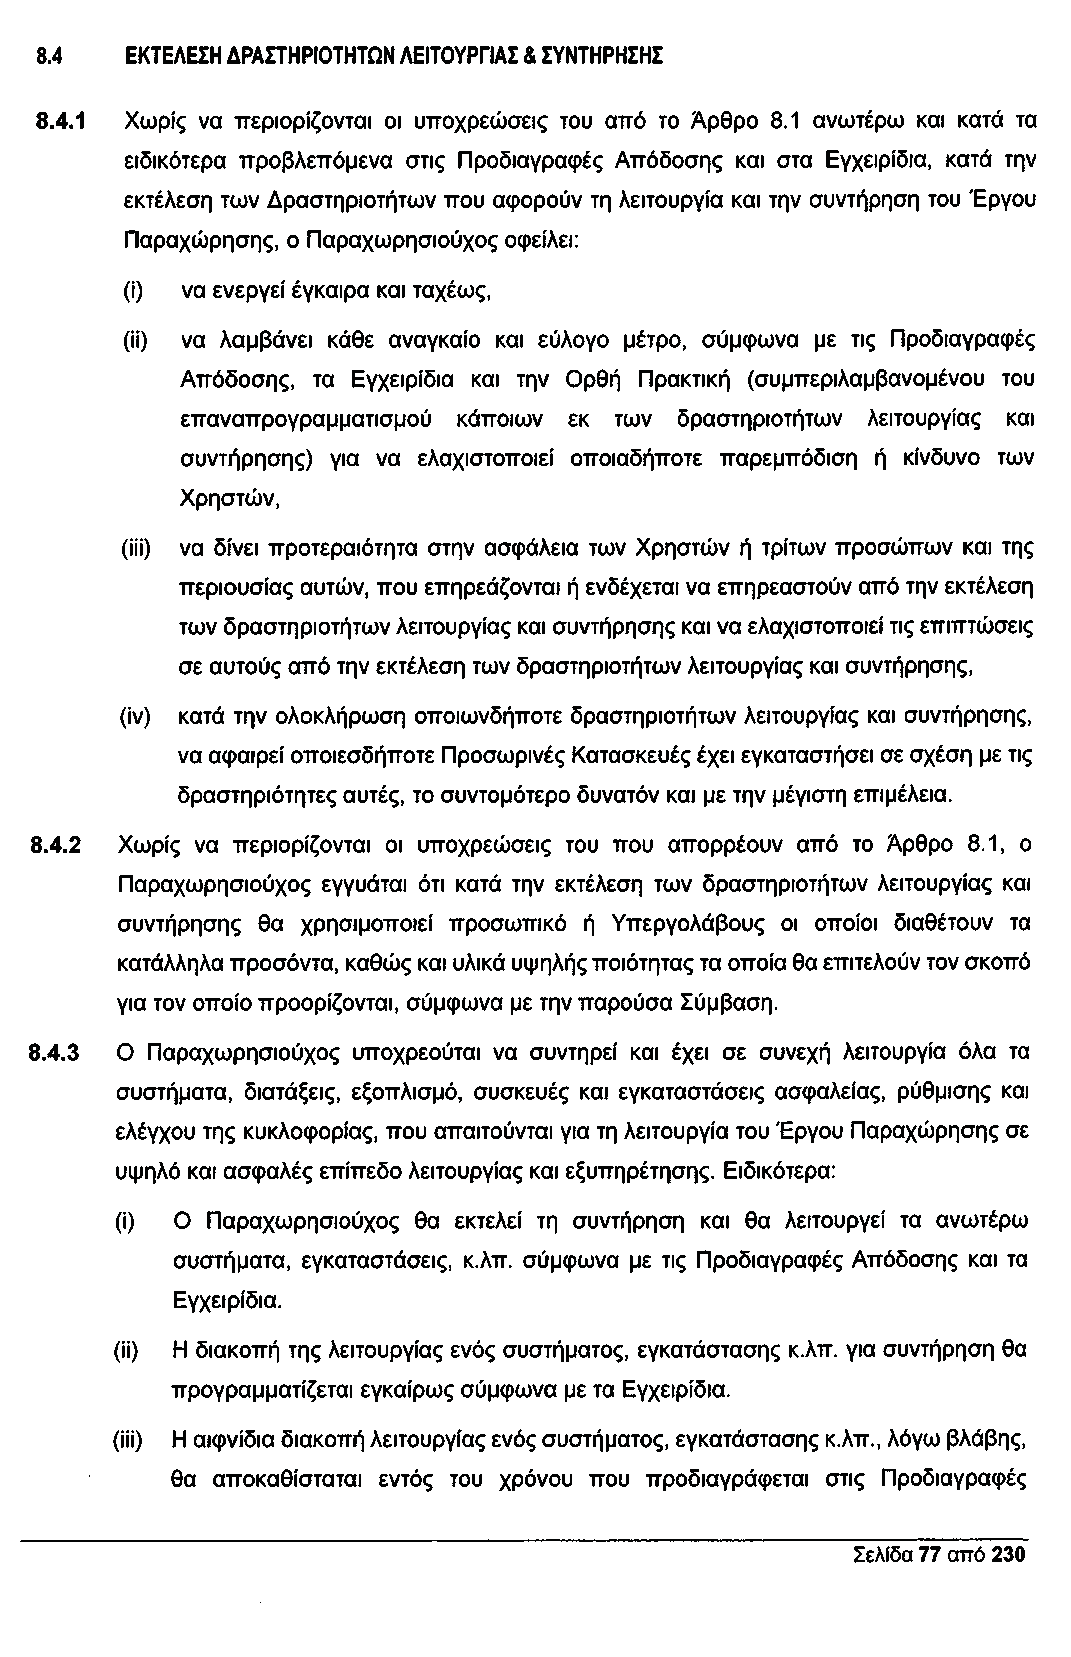 8.4 ΕΚΤΕΛΕΣΗ ΔΡΑΣΤΗΡΙΟΤΗΤΩΝ ΛΕΙΤΟΥΡΓΙΑΣ & ΣΥΝΤΗΡΗΣΗΣ
8.4.1 Χωρίς να περιορίζονται οι υποχρεώσεις του από το Άρθρο 8.1 ανωτέρω και κατά τα
ειδικότερα προβλεπόμενα στις Προδιαγραφές Απόδοσης και στα Εγχειρίδια, κατά την
εκτέλεση των Δραστηριοτήτων που αφορούν τη λειτουργία και την συντήρηση του Έργου
Παραχώρησης, ο Παραχωρησιούχος οφείλει:
(i) να ενεργεί έγκαιρα και ταχέως,
(ii) να λαμβάνει κάθε αναγκαίο και εύλογο μέτρο, σύμφωνα με τις Προδιαγραφές
Απόδοσης, τα Εγχειρίδια και την Ορθή Πρακτική (συμπεριλαμβανομένου του
επαναπρογραμματισμού κάποιων εκ των δραστηριοτήτων λειτουργίας και
συντήρησης) για να ελαχιστοποιεί οποιαδήποτε παρεμπόδιση ή κίνδυνο των
Χρηστών,
(iii) να δίνει προτεραιότητα στην ασφάλεια των Χρηστών ή τρίτων προσώπων και της
περιουσίας αυτών, που επηρεάζονται ή ενδέχεται να επηρεαστούν από την εκτέλεση
των δραστηριοτήτων λειτουργίας και συντήρησης και να ελαχιστοποιεί τις επιπτώσεις
σε αυτούς από την εκτέλεση των δραστηριοτήτων λειτουργίας και συντήρησης,
(iv) κατά την ολοκλήρωση οποιωνδήποτε δραστηριοτήτων λειτουργίας και συντήρησης,
να αφαιρεί οποιεσδήποτε Προσωρινές Κατασκευές έχει εγκαταστήσει σε σχέση με τις
δραστηριότητες αυτές, το συντομότερο δυνατόν και με την μέγιστη επιμέλεια.
8.4.2 Χωρίς να περιορίζονται οι υποχρεώσεις του που απορρέουν από το Άρθρο 8.1, ο
Παραχωρησιούχος εγγυάται ότι κατά την εκτέλεση των δραστηριοτήτων λειτουργίας και
συντήρησης θα χρησιμοποιεί προσωπικό ή Υπεργολάβους οι οποίοι διαθέτουν τα
κατάλληλα προσόντα, καθώς και υλικά υψηλής ποιότητας τα οποία θα επιτελούν τον σκοπό
για τον οποίο προορίζονται, σύμφωνα με την παρούσα Σύμβαση.
8.4.3 Ο Παραχωρησιούχος υποχρεούται να συντηρεί και έχει σε συνεχή λειτουργία όλα τα
συστήματα, διατάξεις, εξοπλισμό, συσκευές και εγκαταστάσεις ασφαλείας, ρύθμισης και
ελέγχου της κυκλοφορίας, που απαιτούνται για τη λειτουργία του Έργου Παραχώρησης σε
υψηλό και ασφαλές επίπεδο λειτουργίας και εξυπηρέτησης. Ειδικότερα:
(i) Ο Παραχωρησιούχος θα εκτελεί τη συντήρηση και θα λειτουργεί τα ανωτέρω
συστήματα, εγκαταστάσεις, κ.λπ. σύμφωνα με τις Προδιαγραφές Απόδοσης και τα
Εγχειρίδια.
(ii) Η διακοπή της λειτουργίας ενός συστήματος, εγκατάστασης κ.λπ. για συντήρηση θα
προγραμματίζεται εγκαίρως σύμφωνα με τα Εγχειρίδια.
(iii) Η αιφνίδια διακοπή λειτουργίας ενός συστήματος, εγκατάστασης κ.λπ., λόγω βλάβης,
θα αποκαθίσταται εντός του χρόνου που προδιαγράφεται στις Προδιαγραφές
Σελίδα 77 από 230